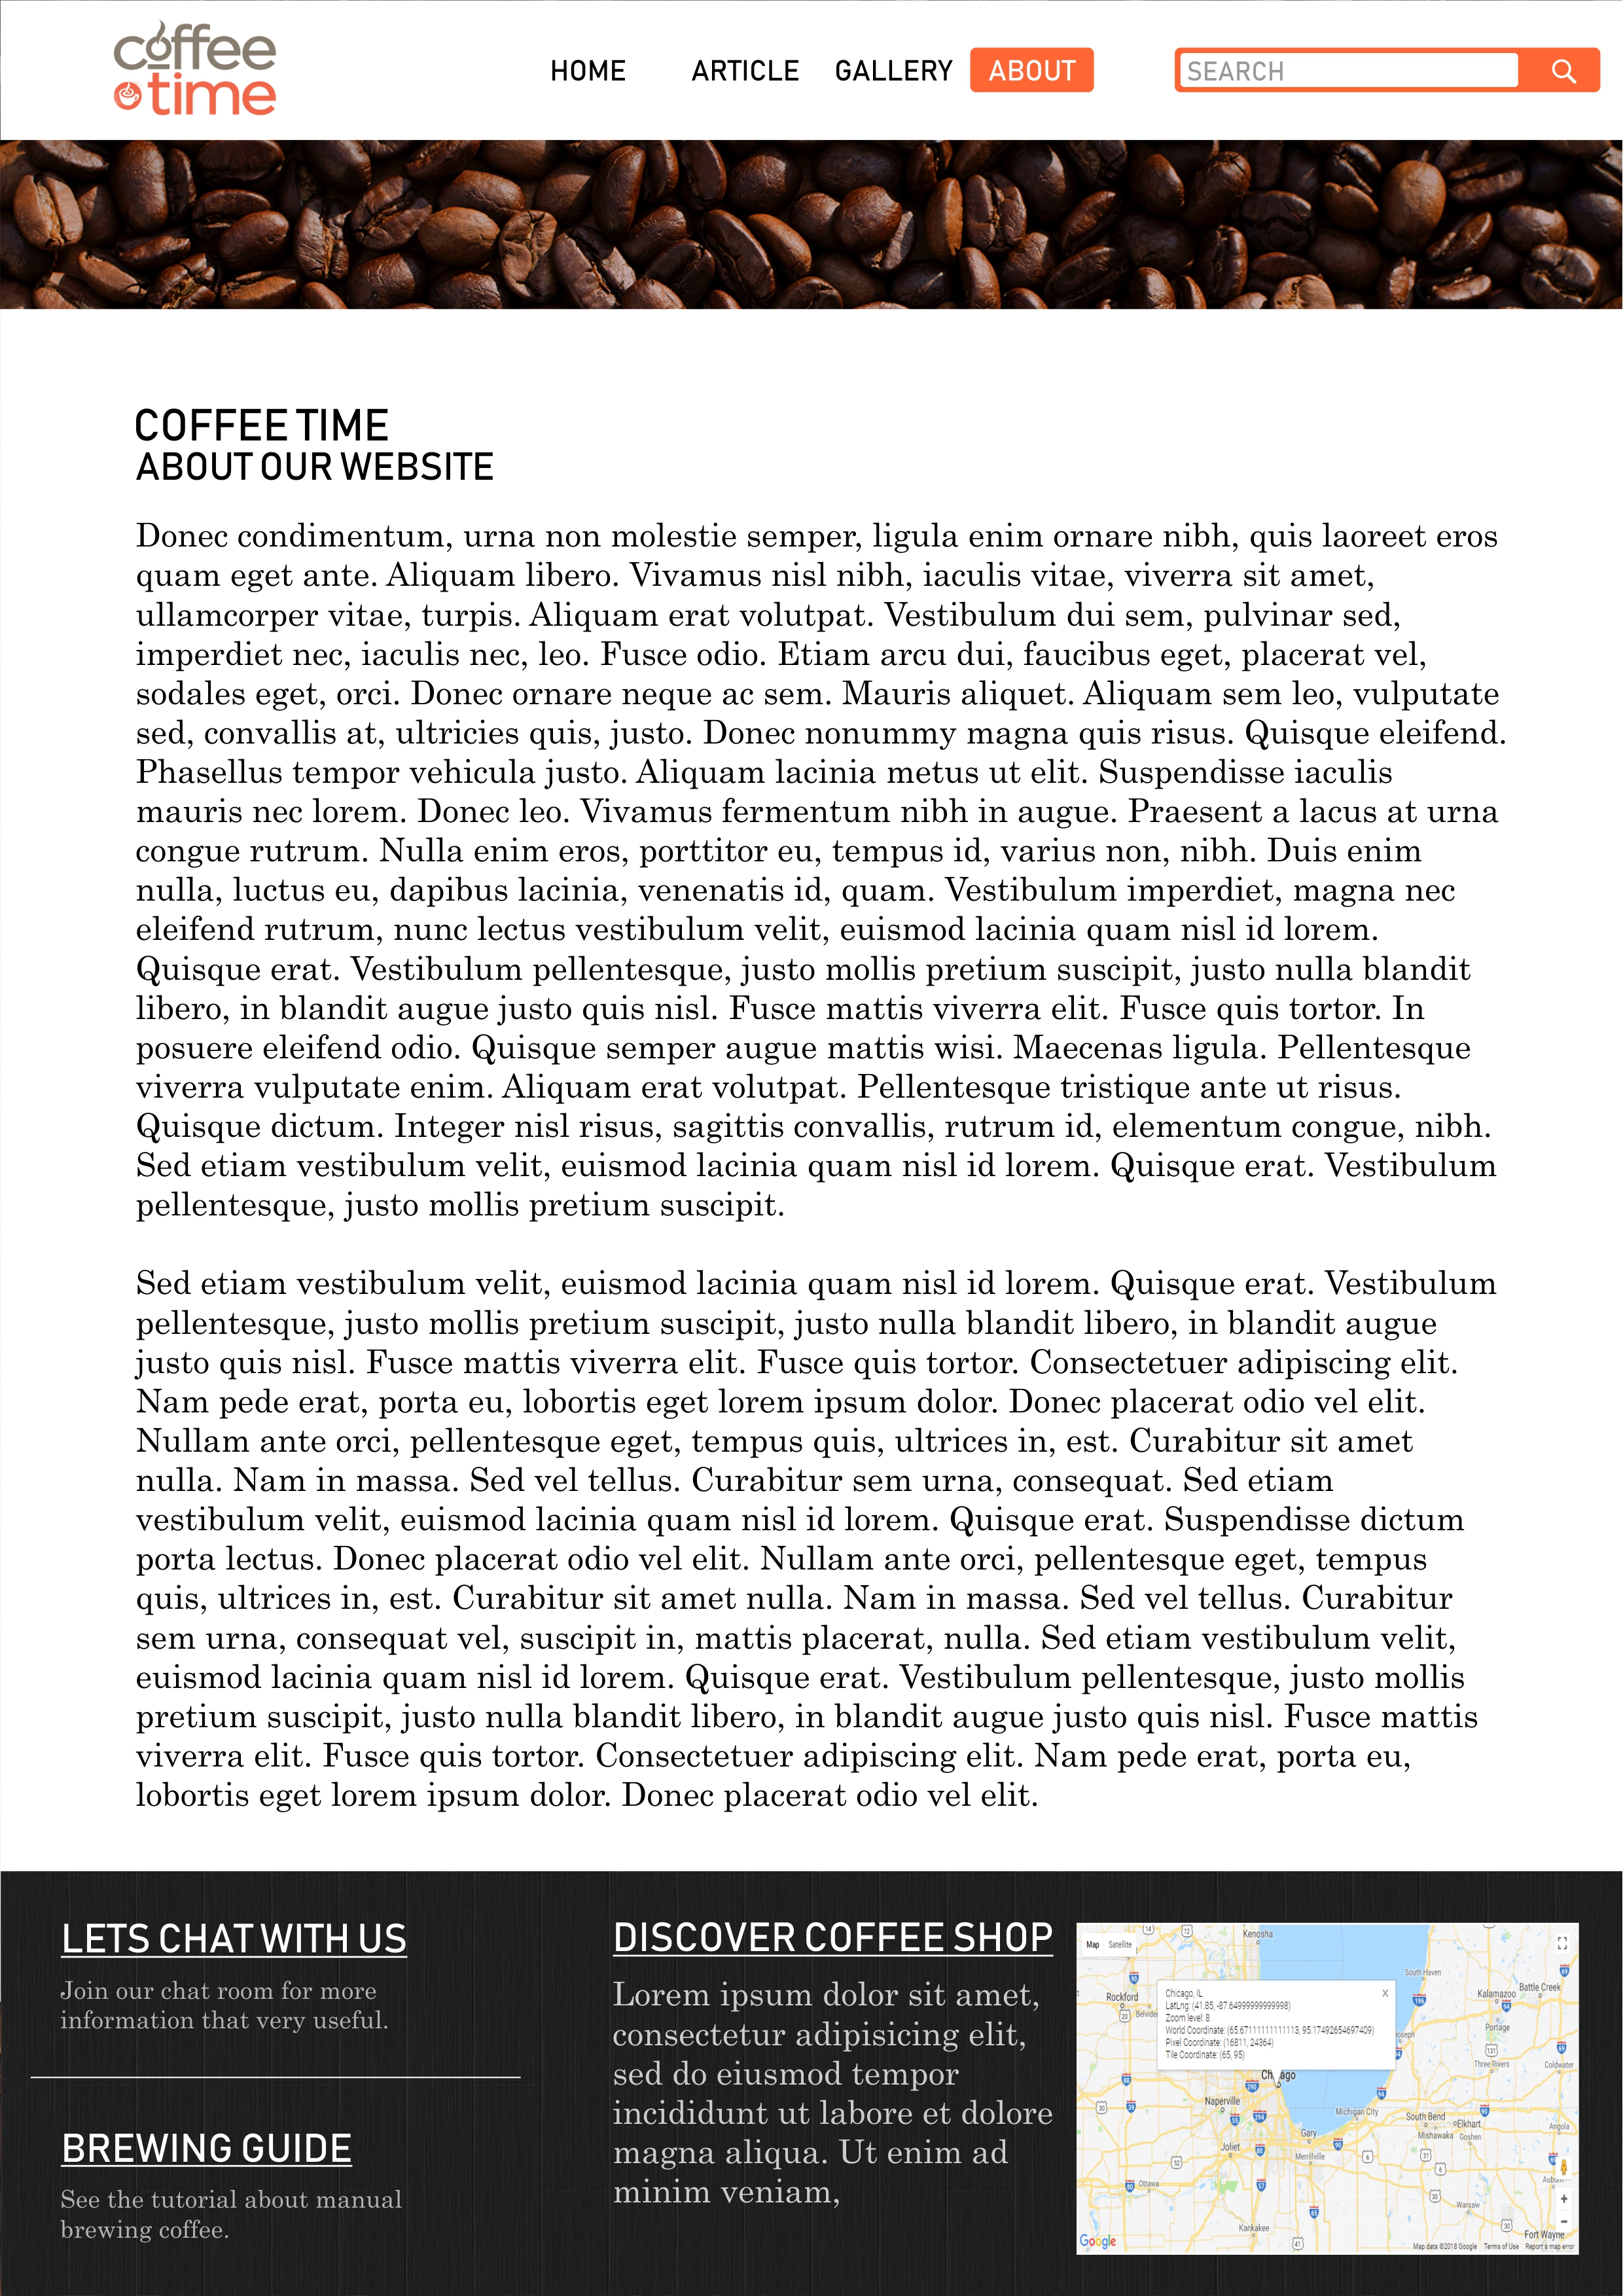 coffee
time
HOME
ARTICLE
GALLERY
ABOUT
SEARCH
COFFEE TIME
ABOUT OUR WEBSITE
Donec condimentum, urna non molestie semper, ligula enim ornare nibh, quis laoreet eros
quam eget ante. Aliquam libero. Vivamus nisl nibh, iaculis vitae, viverra sit amet,
ullamcorper vitae, turpis. Aliquam erat volutpat. Vestibulum dui sem, pulvinar sed,
imperdiet nec, iaculis nec, leo. Fusce odio. Etiam arcu dui, faucibus eget, placerat vel,
sodales eget, orci. Donec ornare neque ac sem. Mauris aliquet. Aliquam sem leo, vulputate
sed, convallis at, ultricies quis, justo. Donec nonummy magna quis risus. Quisque eleifend.
Phasellus tempor vehicula justo. Aliquam lacinia metus ut elit. Suspendisse iaculis
mauris nec lorem. Donec leo. Vivamus fermentum nibh in augue. Praesent a lacus at urna
congue rutrum. Nulla enim eros, porttitor eu, tempus id, varius non, nibh. Duis enim
nulla, luctus eu, dapibus lacinia, venenatis id, quam. Vestibulum imperdiet, magna nec
eleifend rutrum, nunc lectus vestibulum velit, euismod lacinia quam nisl id lorem.
Quisque erat. Vestibulum pellentesque, justo mollis pretium suscipit, justo nulla blandit
libero, in blandit augue justo quis nisl. Fusce mattis viverra elit. Fusce quis tortor. In
posuere eleifend odio. Quisque semper augue mattis wisi. Maecenas ligula. Pellentesque
viverra vulputate enim. Aliquam erat volutpat. Pellentesque tristique ante ut risus.
Quisque dictum. Integer nisl risus, sagittis convallis, rutrum id, elementum congue, nibh.
Sed etiam vestibulum velit, euismod lacinia quam nisl id lorem. Quisque erat. Vestibulum
pellentesque, justo mollis pretium suscipit.
Sed etiam vestibulum velit, euismod lacinia quam nisl id lorem. Quisque erat. Vestibulum
pellentesque, justo mollis pretium suscipit, justo nulla blandit libero, in blandit augue
justo quis nisl. Fusce mattis viverra elit. Fusce quis tortor. Consectetuer adipiscing elit.
Nam pede erat, porta eu, lobortis eget lorem ipsum dolor. Donec placerat odio vel elit.
Nullam ante orci, pellentesque eget, tempus quis, ultrices in, est. Curabitur sit amet
nulla. Nam in massa. Sed vel tellus. Curabitur sem urna, consequat. Sed etiam
vestibulum velit, euismod lacinia quam nisl id lorem. Quisque erat. Suspendisse dictum
porta lectus. Donec placerat odio vel elit. Nullam ante orci, pellentesque eget, tempus
quis, ultrices in, est. Curabitur sit amet nulla. Nam in massa. Sed vel tellus. Curabitur
sem urna, consequat vel, suscipit in, mattis placerat, nulla. Sed etiam vestibulum velit,
euismod lacinia quam nisl id lorem. Quisque erat. Vestibulum pellentesque, justo mollis
pretium suscipit, justo nulla blandit libero, in blandit augue justo quis nisl. Fusce mattis
viverra elit. Fusce quis tortor. Consectetuer adipiscing elit. Nam pede erat, porta eu,
lobortis eget lorem ipsum dolor. Donec placerat odio vel elit.
LETS CHAT WITH US
Join our chat room for more
information that very useful.
BREWING GUIDE
See the tutorial about manual
brewing coffee.
DISCOVER COFFEE SHOP
Lorem ipsum dolor sit amet,
consectetur adipisicing elit,
sed do eiusmod tempor
incididunt ut labore et dolore
magna aliqua. Ut enim ad
minim veniam,
Map Satellite
Kenosha
South Haven
Kalamazoo
Battle Creek
Rockford
Portage
Three Rivers
Coldwater
Chicago, IL
LatLng: (41.85, -87.64999999999998)
Zoom level: 8
World Coordinate: (65.67111111111113, 95.17492654697409)
Pixel Coordinate: (16811, 24364)
Tile Coordinate: (65, 95)
Naperville
Michigan City
South Bend
Elkhart
Mishawaka
Goshen
Angola
Joliet
Gary
Merrillville
Ottawa
Warsaw
Kankakee
Fort Wayne
Google
Map data ©2018 Google Terms of Use Report a map error